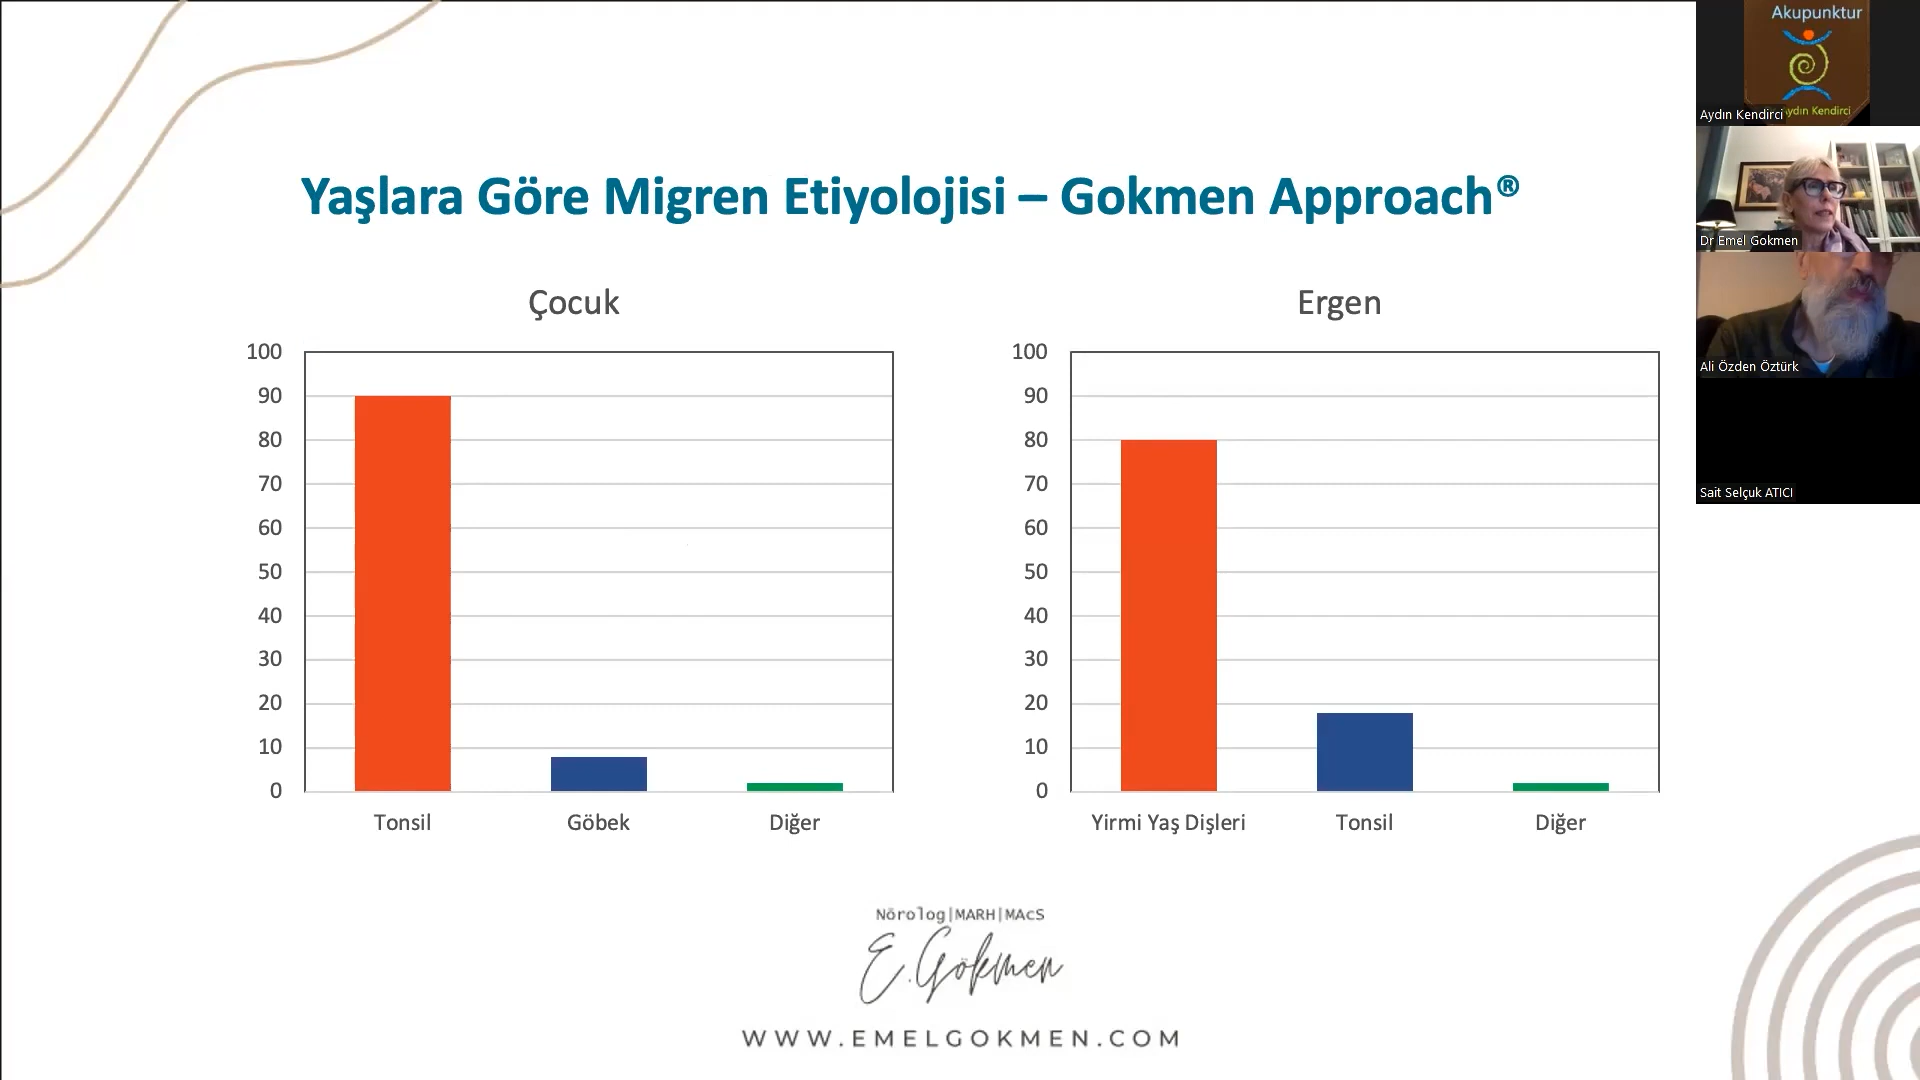 Yaşlara Göre Migren Etiyolojisi – Gokmen Approach®
Çocuk
100
90
80
70
60
50
40
30
20
10
0
Tonsil
Göbek
Diğer
Ergen
100
90
80
70
60
50
40
30
20
10
0
Yirmi Yaş Dişleri
Tonsil
Diğer
Nörolog|MARH|MAcS
E.Gökmen
WWW.EMELGOKMEN.COM
Akupunktur
Aydın Kendirci
Aydın Kendirci
Dr Emel Gokmen
Ali Özden Öztürk
Sait Selçuk ATICI